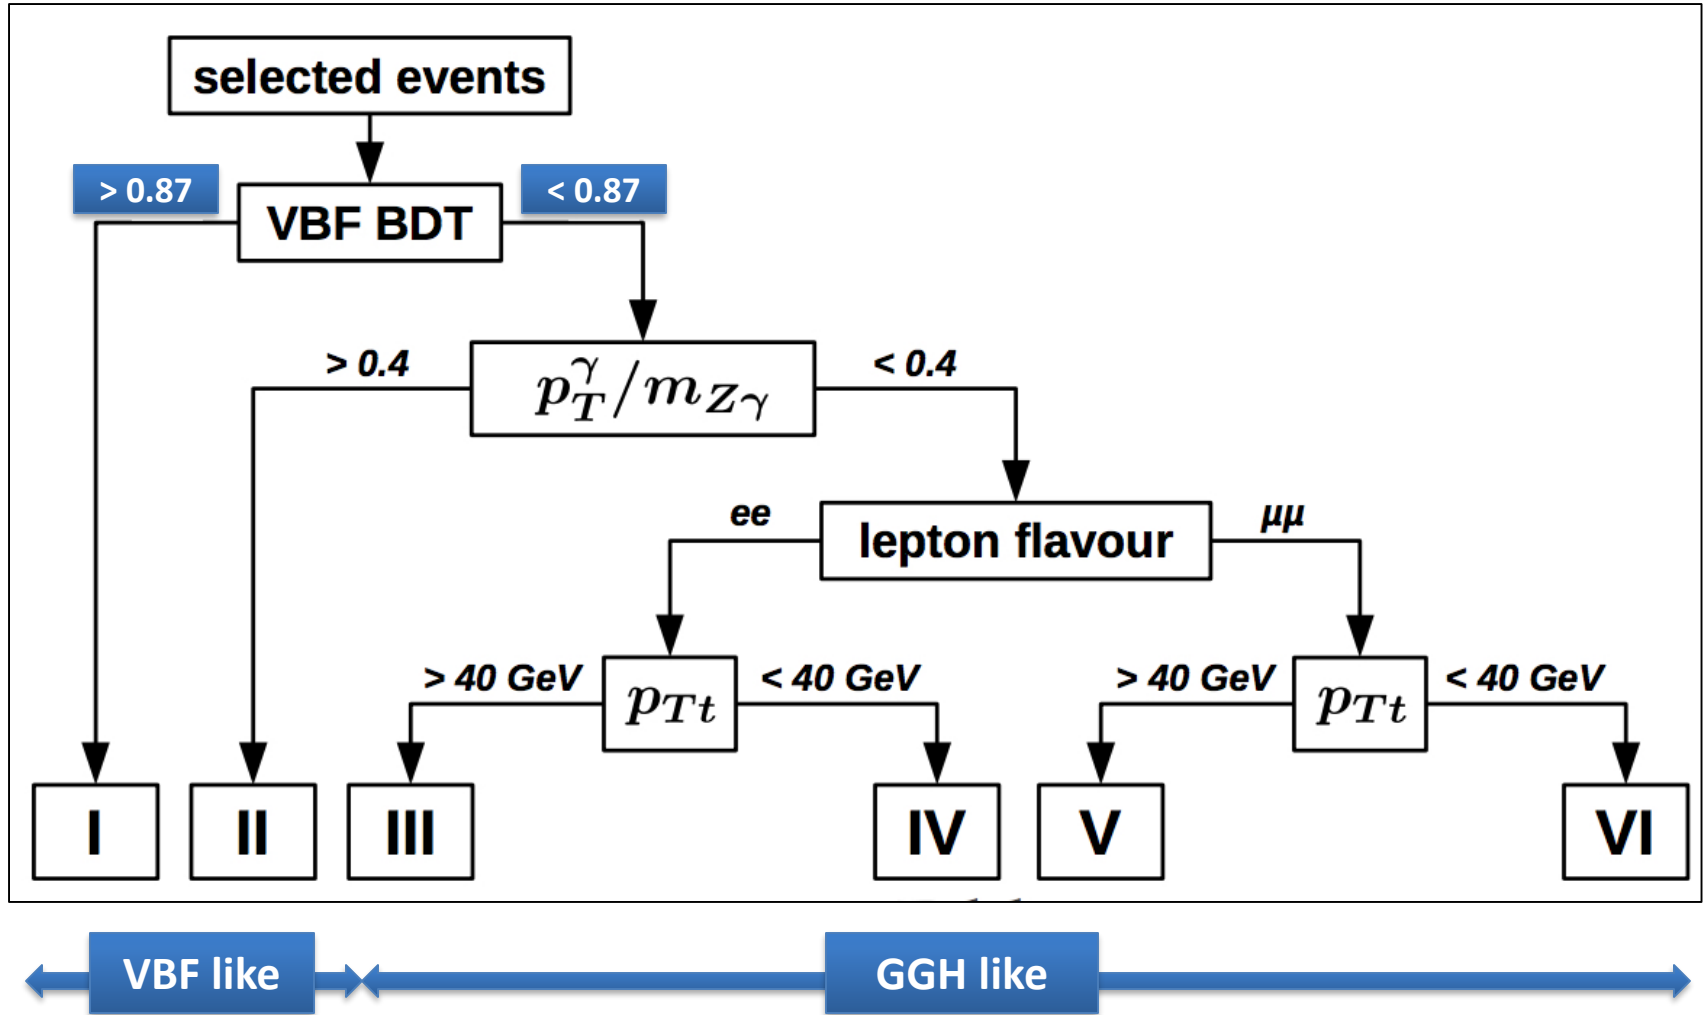 selected events
> 0.87
< 0.87
VBF BDT
> 0.4
p_T^γ/m_Zγ
< 0.4
ee
lepton flavour
µµ
> 40 GeV
p_Tt
< 40 GeV
> 40 GeV
p_Tt
< 40 GeV
I
II
III
IV
V
VI
VBF like
GGH like